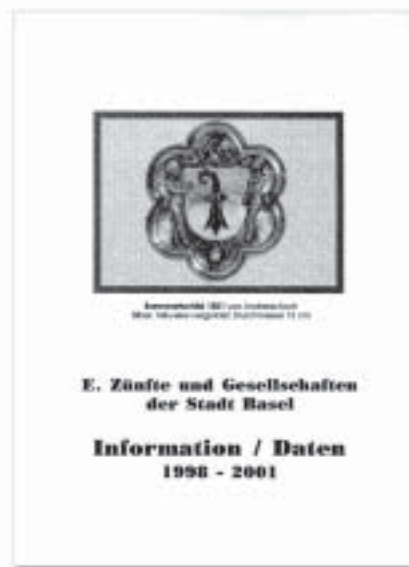 E. Zünfte und Gesellschaften
der Stadt Basel
Information / Daten
1998 - 2001